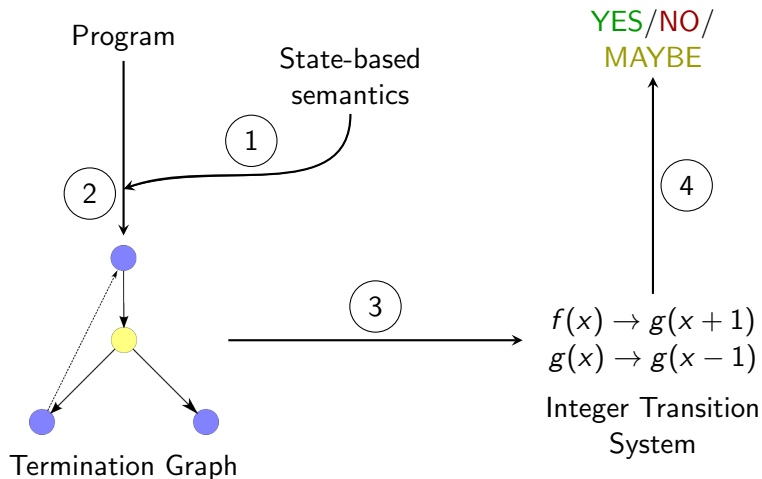 Program
State-based
semantics
1
2
Termination Graph
3
f(x) → g(x + 1)
g(x) → g(x − 1)
Integer Transition
System
4
YES/NO/
MAYBE